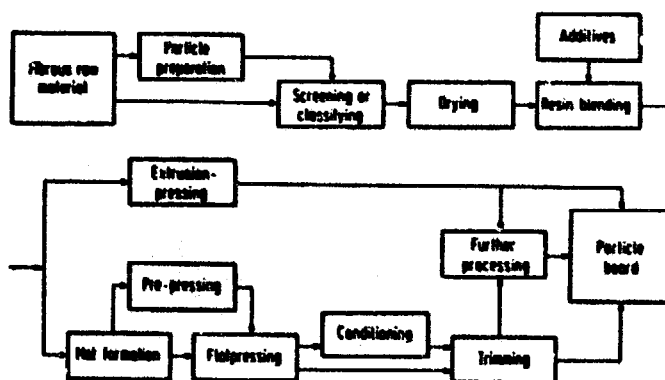 Fibrous raw
material
Particle
preparation
Screening or
classifying
Drying
Additives
Resin blending
Extrusion-
pressing
Pre-pressing
Mat formation
Flatpressing
Conditioning
Trimming
Further
processing
Particle
board